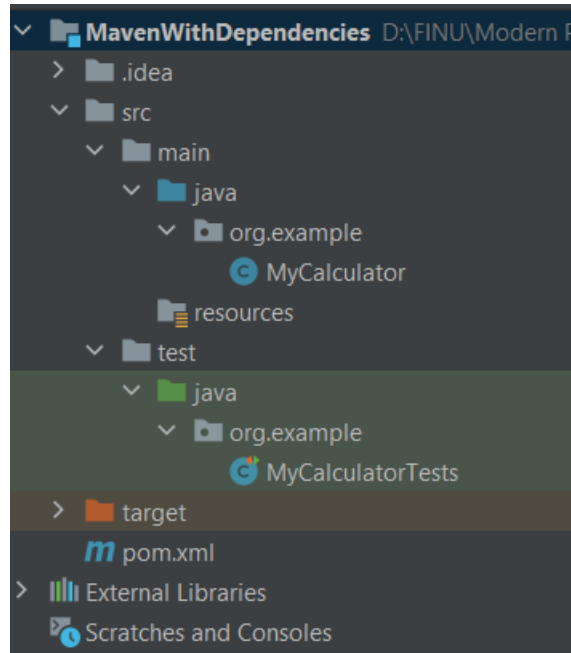 MavenWithDependencies D:\FINU\Modern
.idea
src
main
java
org.example
MyCalculator
resources
test
java
org.example
MyCalculatorTests
target
pom.xml
External Libraries
Scratches and Consoles